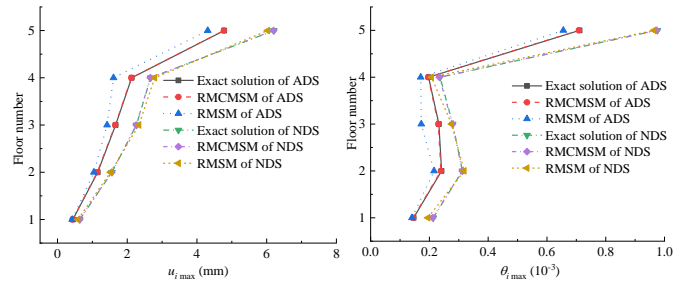 5
4
3
2
1
Floor number
0
2
4
6
8
u i max (mm)
Exact solution of ADS
RMCMSM of ADS
RMSM of ADS
Exact solution of NDS
RMCMSM of NDS
RMSM of NDS
5
4
3
2
1
Floor number
0.0
0.2
0.4
0.6
0.8
1.0
θ i max (10⁻³)
Exact solution of ADS
RMCMSM of ADS
RMSM of ADS
Exact solution of NDS
RMCMSM of NDS
RMSM of NDS